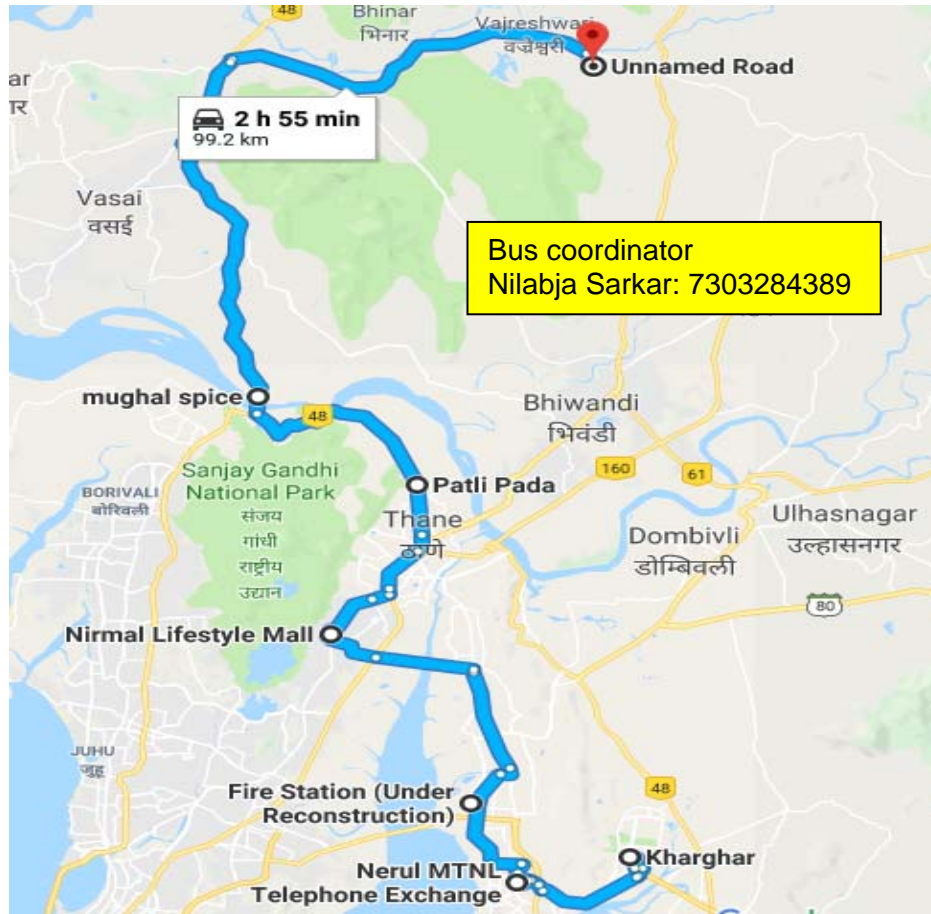 Bhinar
भिनार
Vajreshwari
वज्रेश्वरी
Unnamed Road
ar
गर
2 h 55 min
99.2 km
Vasai
वसई
Bus coordinator
Nilabja Sarkar: 7303284389
mughal spice
48
Bhiwandi
भिवंडी
Sanjay Gandhi
National Park
संजय
गांधी
राष्ट्रीय
उद्यान
BORIVALI
बोरिवली
Patli Pada
160
61
Thane
ठाणे
Dombivli
डोम्बिवली
Ulhasnagar
उल्हासनगर
80
Nirmal Lifestyle Mall
JUHU
जुहू
Fire Station (Under
Reconstruction)
48
Kharghar
Nerul MTNL
Telephone Exchange